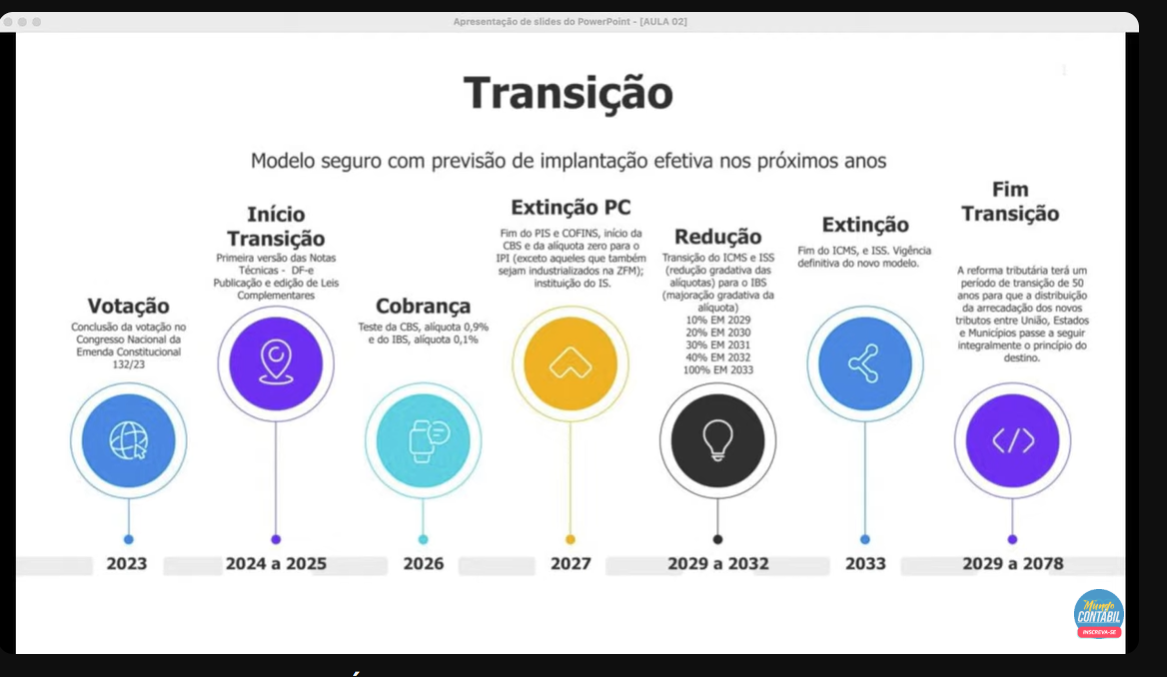 Apresentação de slides do PowerPoint - [AULA 02]
Transição
Modelo seguro com previsão de implantação efetiva nos próximos anos
Votação
Conclusão da votação no
Congresso Nacional da
Emenda Constitucional
132/23
2023
Início
Transição
Primeira versão das Notas
Técnicas - DF-e
Publicação e edição de Leis
Complementares
2024 a 2025
Cobrança
Teste da CBS, alíquota 0,9%
e do IBS, alíquota 0,1%
2026
Extinção PC
Fim do PIS e COFINS, início da
CBS e da alíquota zero para o
IPI (exceto aqueles que também
sejam industrializados na ZFM);
instituição do IS.
2027
Redução
Transição do ICMS e ISS
(redução gradativa das
alíquotas) para o IBS
(majoração gradativa da
alíquota)
10% EM 2029
20% EM 2030
30% EM 2031
40% EM 2032
100% EM 2033
2029 a 2032
Extinção
Fim do ICMS, e ISS. Vigência
definitiva do novo modelo.
2033
Fim
Transição
A reforma tributária terá um
período de transição de 50
anos para que a distribuição
da arrecadação dos novos
tributos entre União, Estados
e Municípios passe a seguir
integralmente o princípio do
destino.
2029 a 2078
Mundo
CONTÁBIL
INSCREVA-SE